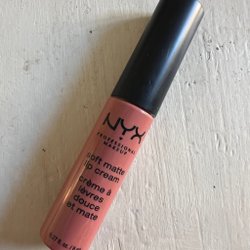 NYX
PROFESSIONAL
MAKEUP
soft matte
lip cream
crème à
lèvres
douce
et mate